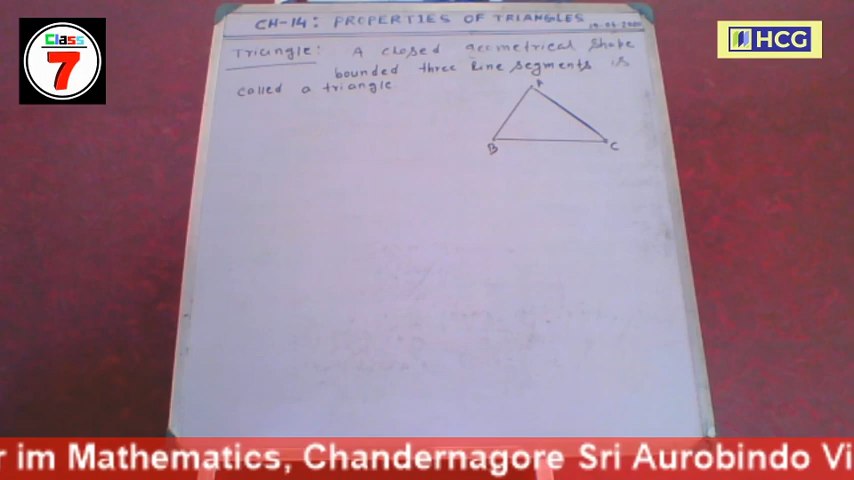 Class
7
HCG
CH-14: PROPERTIES OF TRIANGLES
Triangle: A closed geometrical shape
bounded three line segments is
called a triangle.
A
B
C
r im Mathematics, Chandernagore Sri Aurobindo Vi